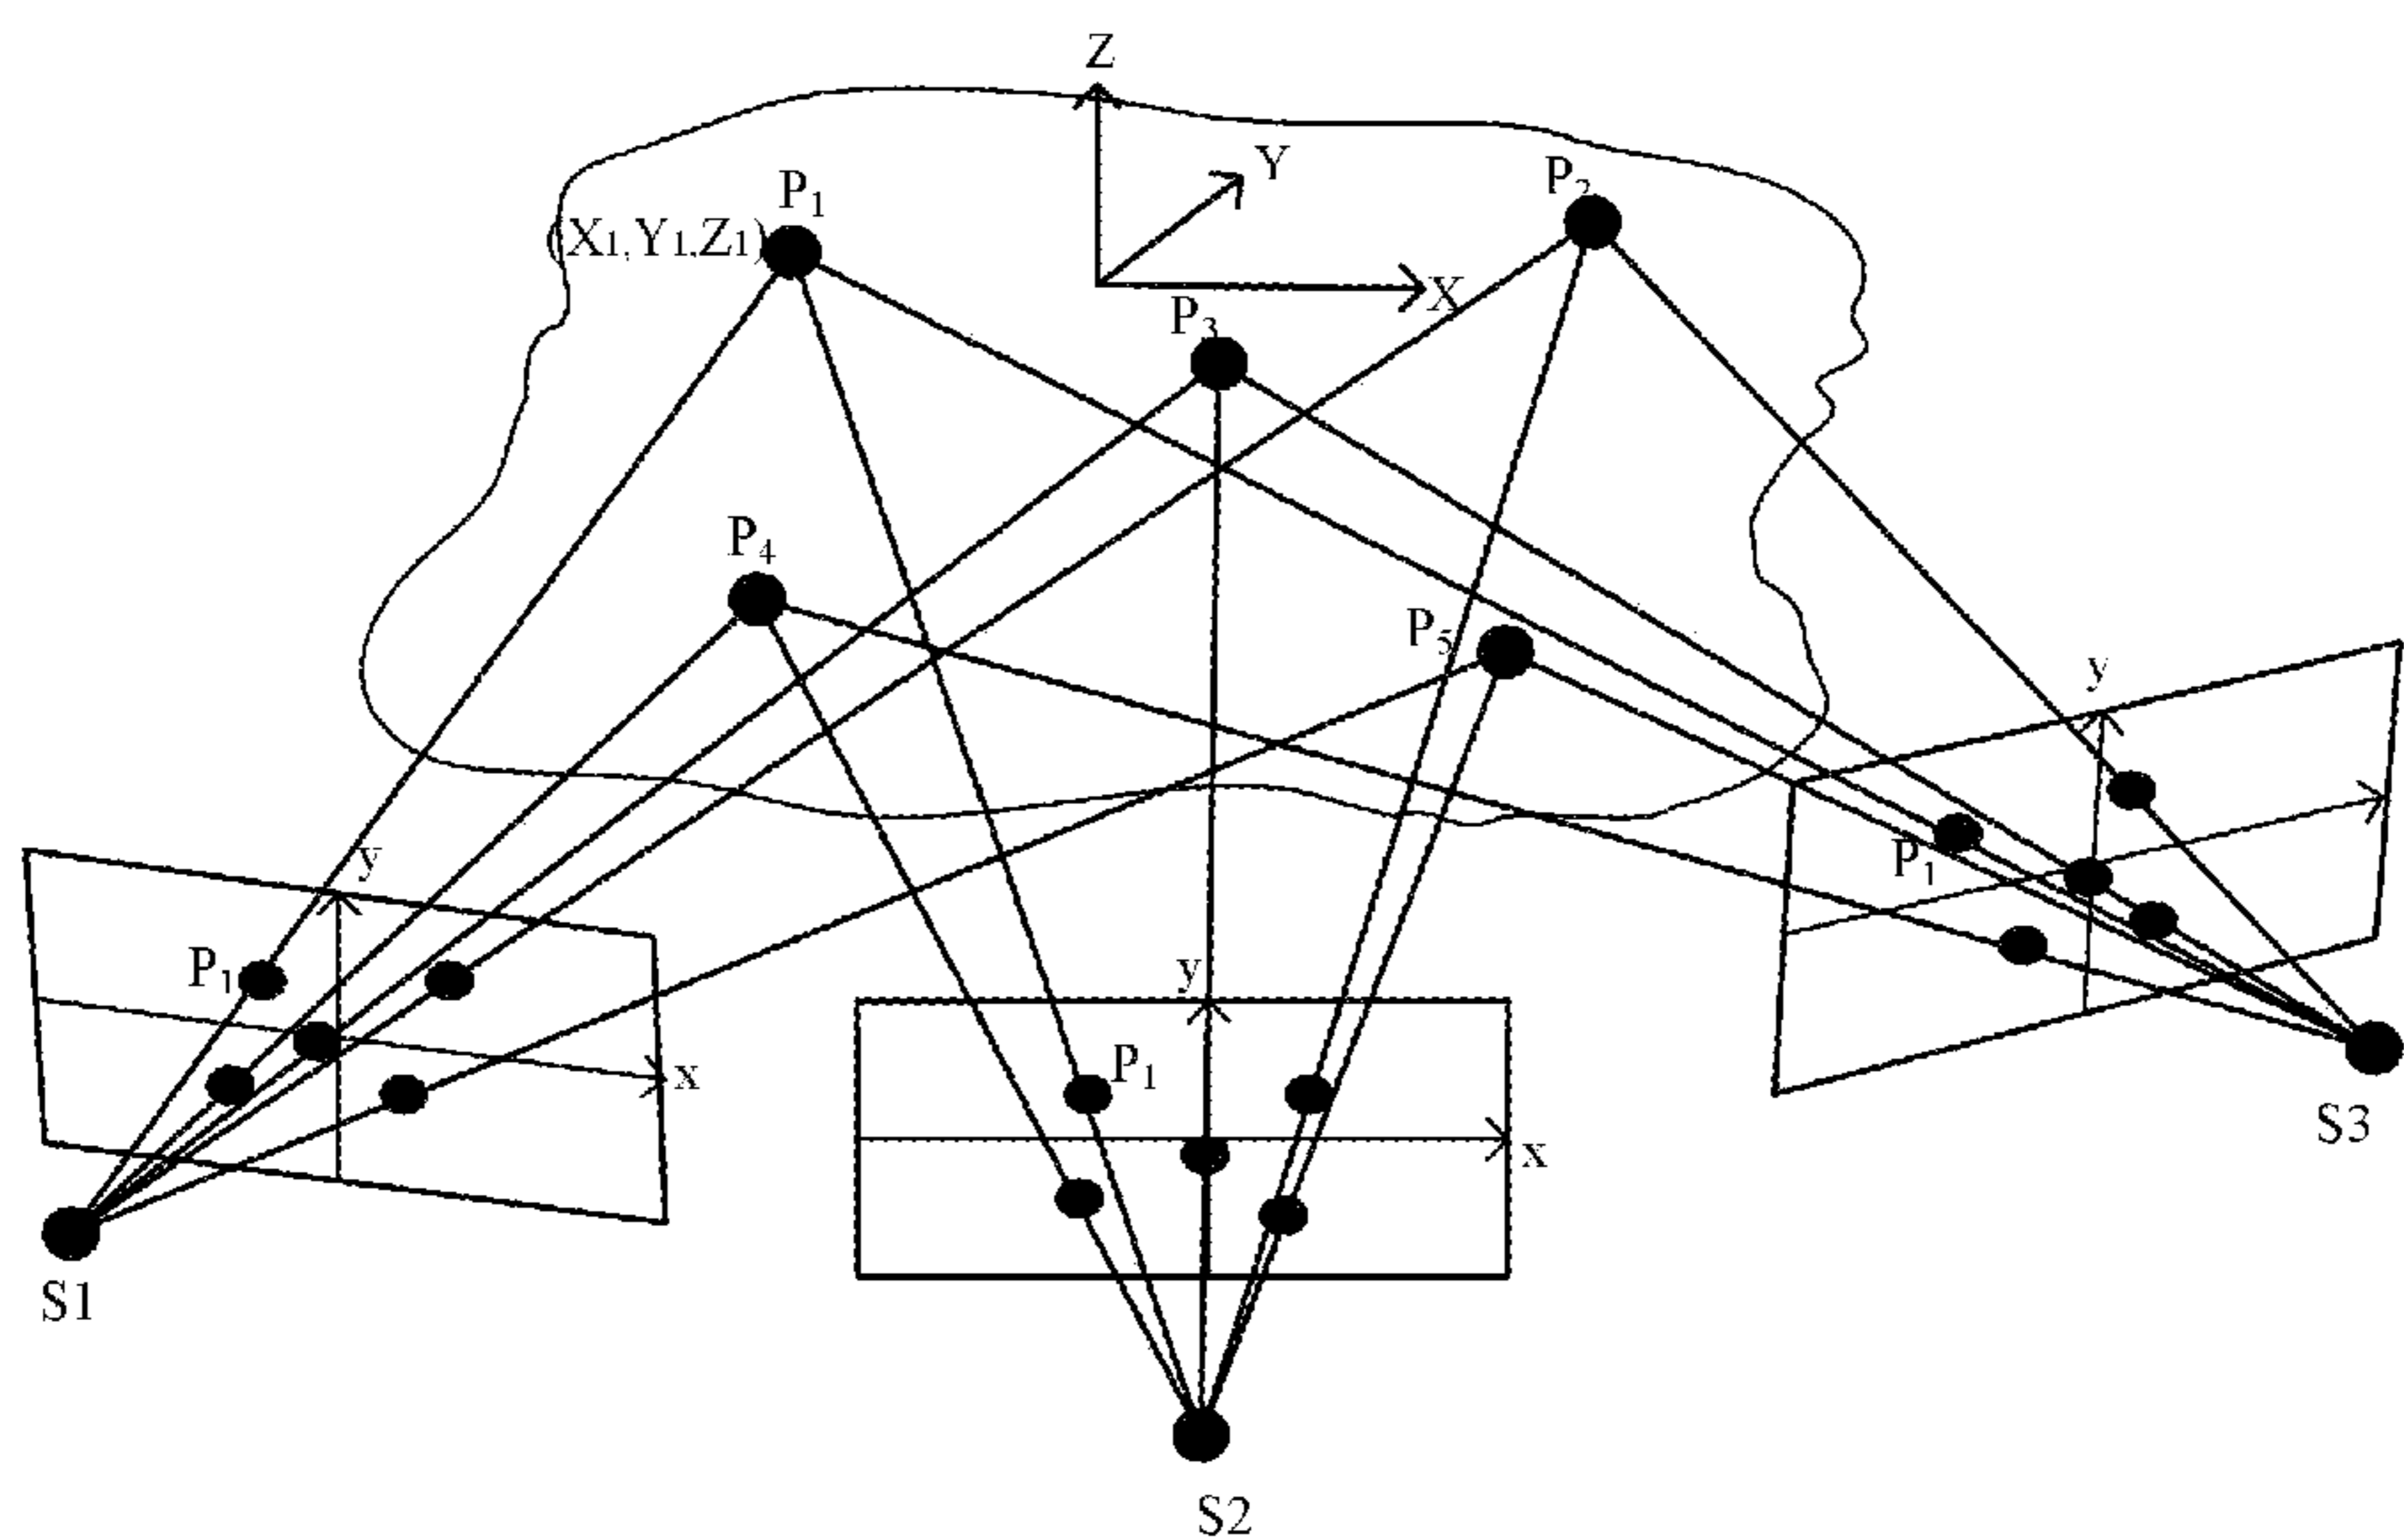 Z
Y
P₁
P₂
(X₁,Y₁,Z₁)
X
P₃
P₄
P₅
y
P₁
y
P₁
x
y
P₁
x
S3
S1
S2